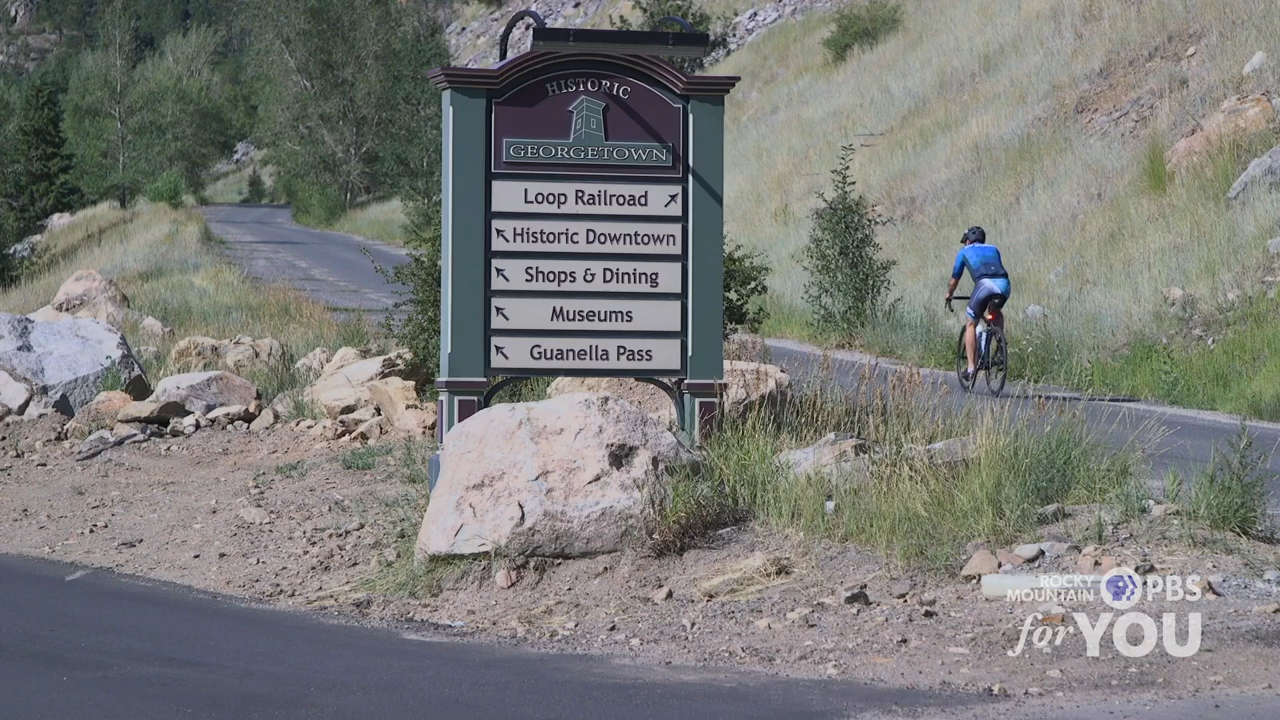 HISTORIC
GEORGETOWN
Loop Railroad ↗
↖ Historic Downtown
↖ Shops & Dining
↖ Museums
↖ Guanella Pass
ROCKY MOUNTAIN PBS
for YOU